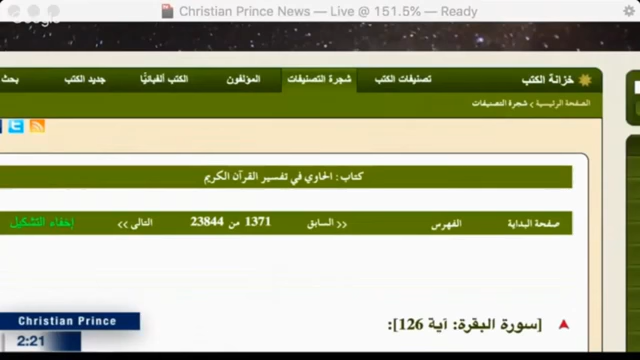 Christian Prince News — Live @ 151.5% — Ready
Google
خزانة الكتب تصنيفات الكتب شجرة التصنيفات المؤلفون الكتب ألفبائيًا جديد الكتب بحث
الصفحة الرئيسية > شجرة التصنيفات
كتاب: الحاوي في تفسير القرآن الكريم
صفحة البداية الفهرس << السابق 1371 من 23844 التالى >> إخفاء التشكيل
[سورة البقرة: آية 126]:
Christian Prince
2:21